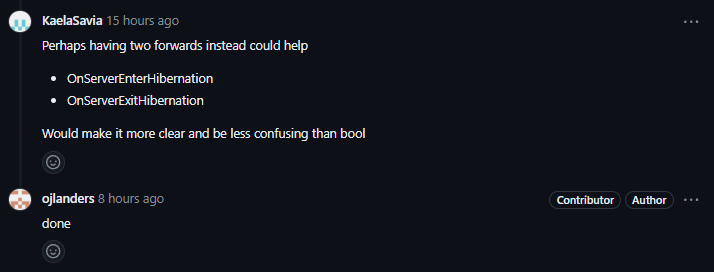 KaelaSavia 15 hours ago
Perhaps having two forwards instead could help
OnServerEnterHibernation
OnServerExitHibernation
Would make it more clear and be less confusing than bool
ojlanders 8 hours ago Contributor Author
done